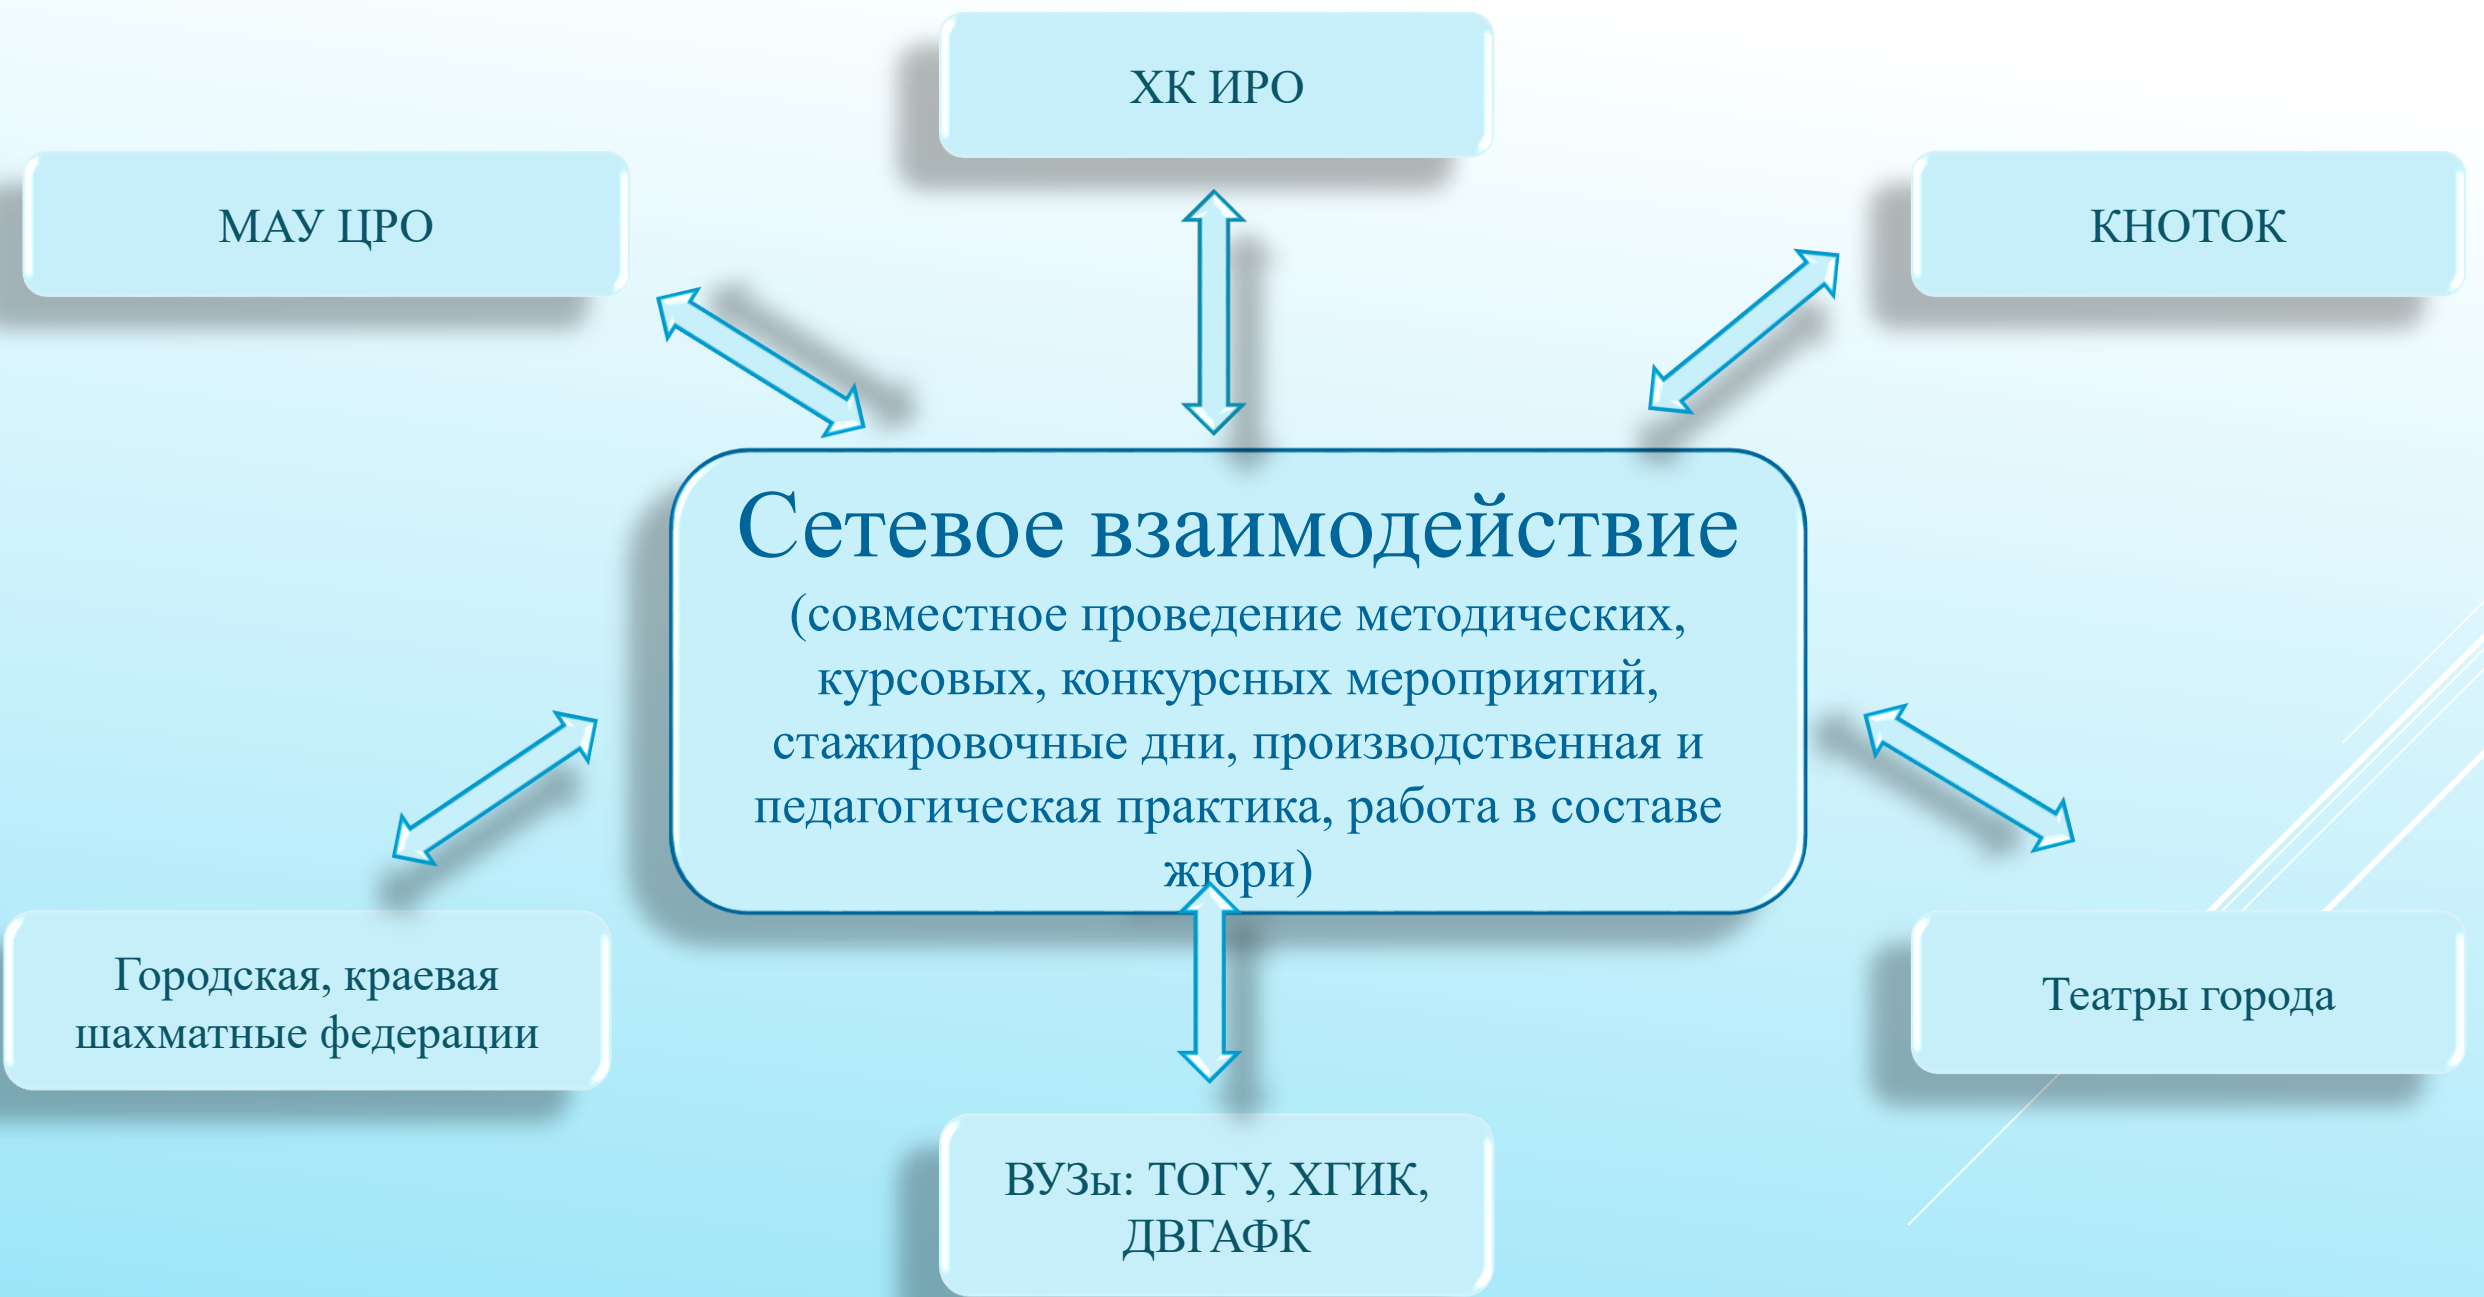 ХК ИРО
МАУ ЦРО
КНОТОК
Сетевое взаимодействие
(совместное проведение методических,
курсовых, конкурсных мероприятий,
стажировочные дни, производственная и
педагогическая практика, работа в составе
жюри)
Городская, краевая
шахматные федерации
Театры города
ВУЗы: ТОГУ, ХГИК,
ДВГАФК